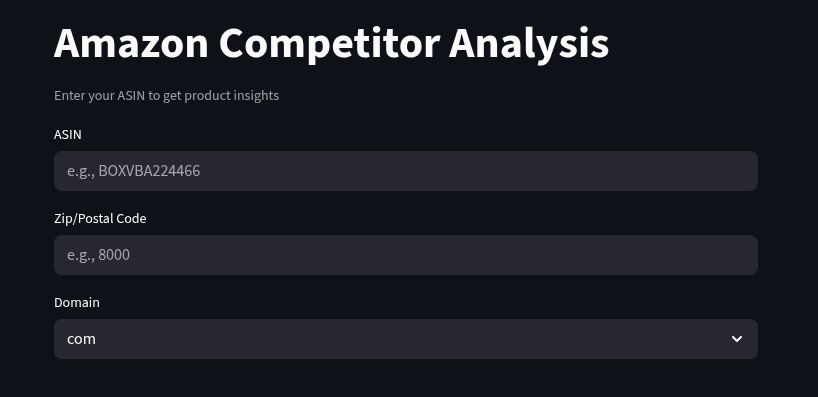 Amazon Competitor Analysis
Enter your ASIN to get product insights
ASIN
e.g., BOXVBA224466
Zip/Postal Code
e.g., 8000
Domain
com